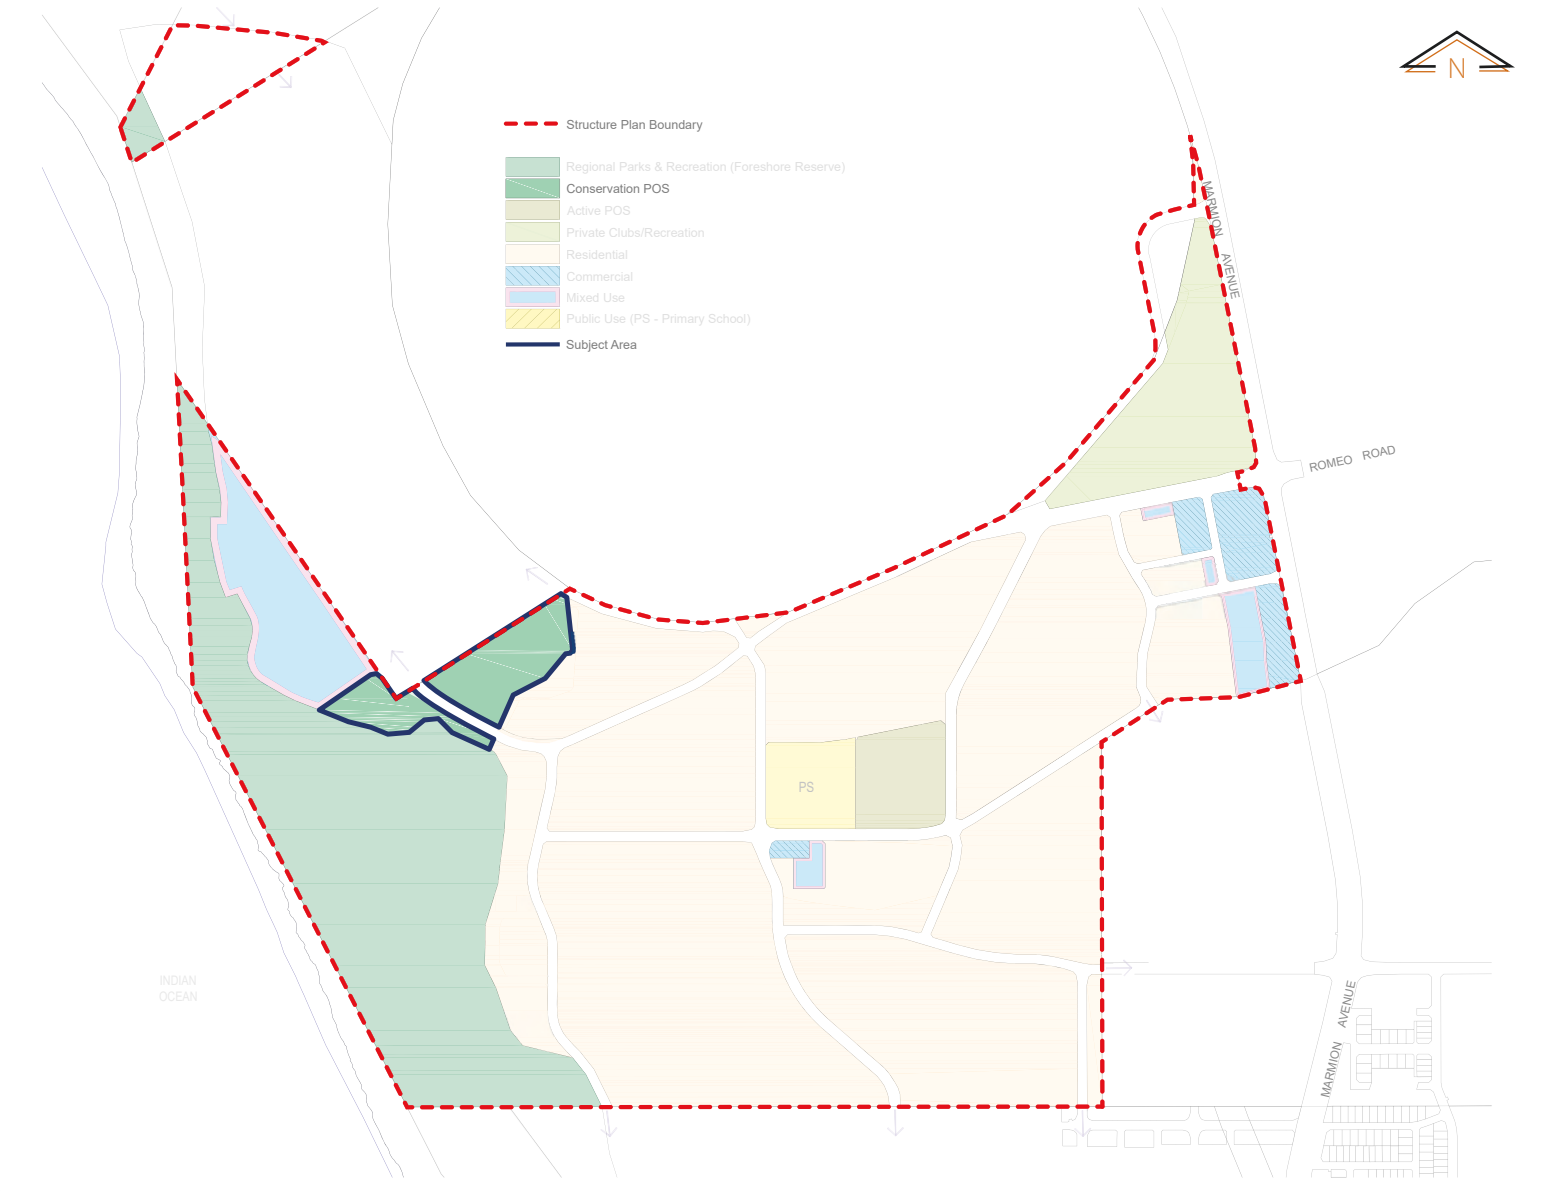 N
Structure Plan Boundary
Regional Parks & Recreation (Foreshore Reserve)
Conservation POS
Active POS
Private Clubs/Recreation
Residential
Commercial
Mixed Use
Public Use (PS - Primary School)
Subject Area
MARMION AVENUE
ROMEO ROAD
PS
INDIAN
OCEAN
MARMION AVENUE